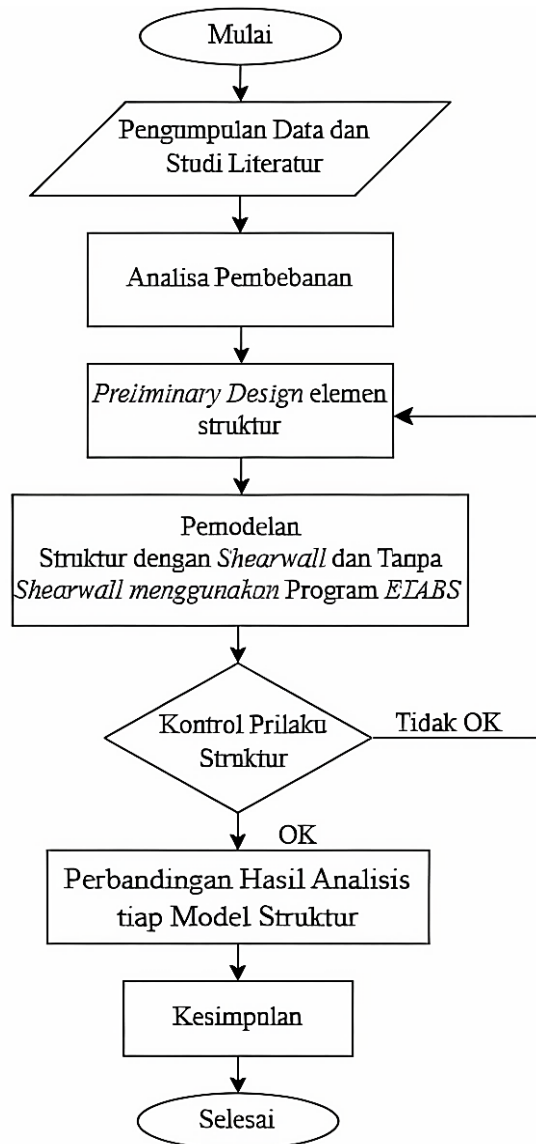 Mulai
Pengumpulan Data dan
Studi Literatur
Analisa Pembebanan
Preliminary Design elemen
struktur
Pemodelan
Struktur dengan Shearwall dan Tanpa
Shearwall menggunakan Program ETABS
Kontrol Prilaku
Struktur
Tidak OK
OK
Perbandingan Hasil Analisis
tiap Model Struktur
Kesimpulan
Selesai